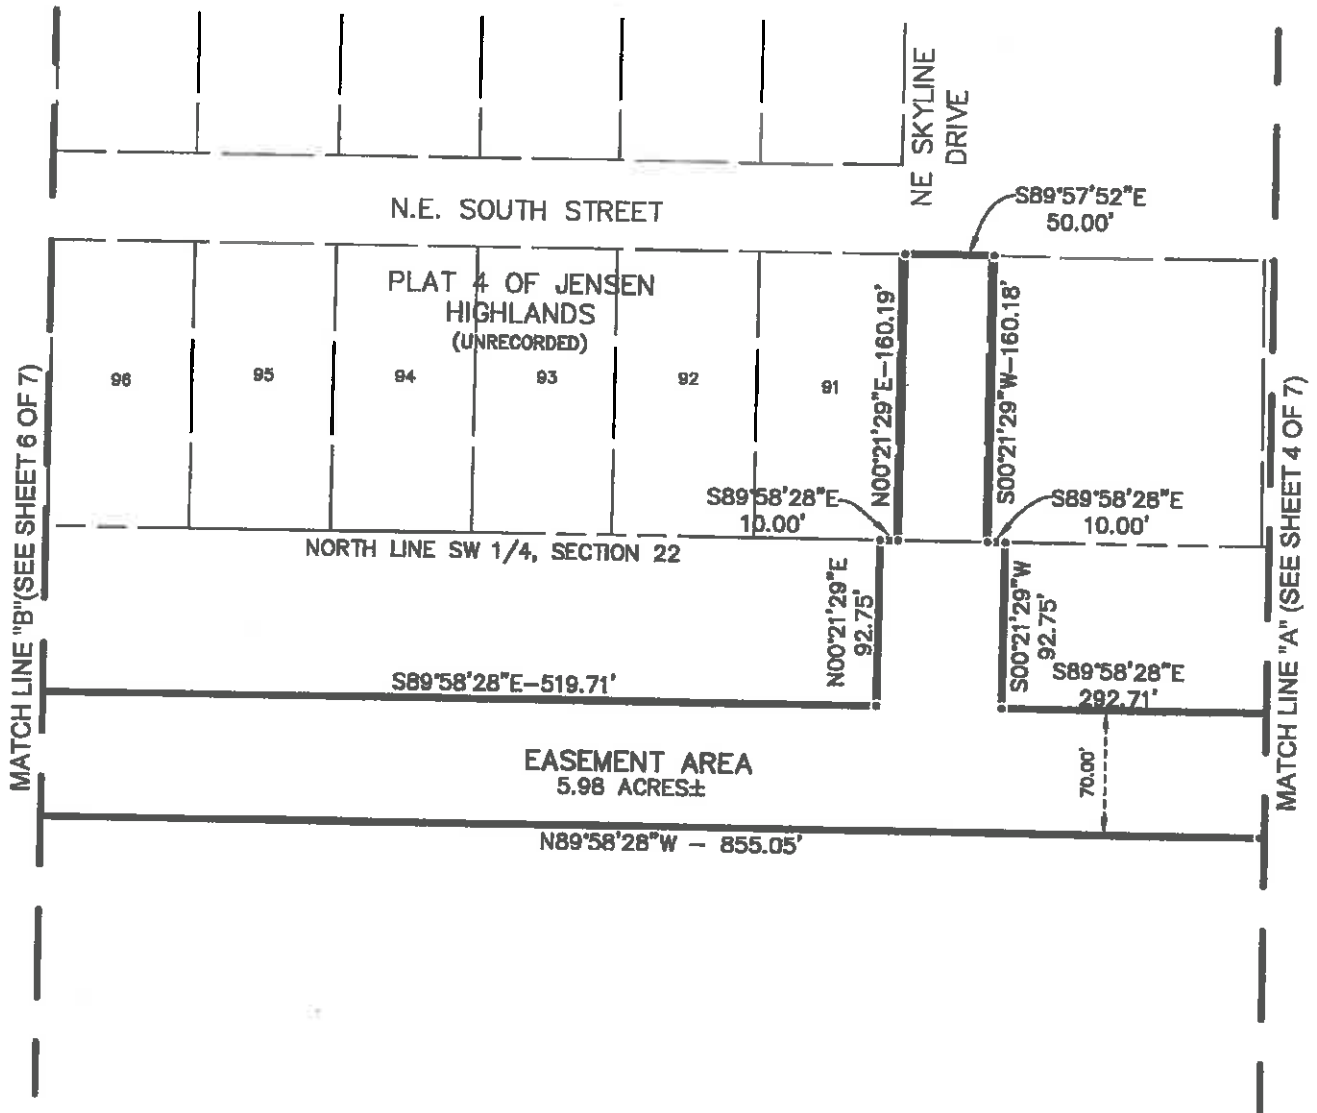 NE SKYLINE
DRIVE
S89°57'52"E
50.00'
N.E. SOUTH STREET
PLAT 4 OF JENSEN
HIGHLANDS
(UNRECORDED)
96
95
94
93
92
91
N00°21'29"E-160.19'
S00°21'29"W-160.18'
S89°58'28"E
10.00'
S89°58'28"E
10.00'
NORTH LINE SW 1/4, SECTION 22
N00°21'29"E
92.75'
S00°21'29"W
92.75'
MATCH LINE "B"(SEE SHEET 6 OF 7)
MATCH LINE "A" (SEE SHEET 4 OF 7)
S89°58'28"E-519.71'
S89°58'28"E
292.71'
EASEMENT AREA
5.98 ACRES±
70.00'
N89°58'28"W - 855.05'